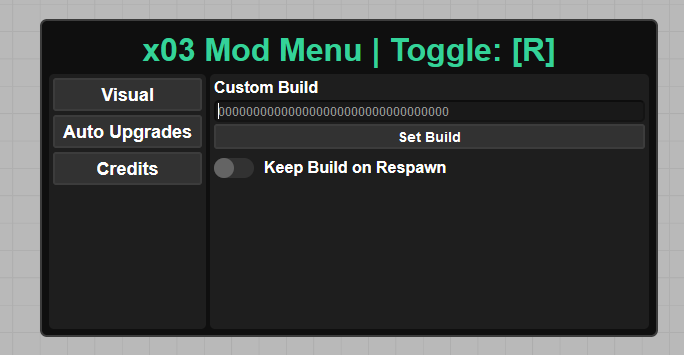 x03 Mod Menu | Toggle: [R]
Visual
Auto Upgrades
Credits
Custom Build
000000000000000000000000000000000
Set Build
Keep Build on Respawn